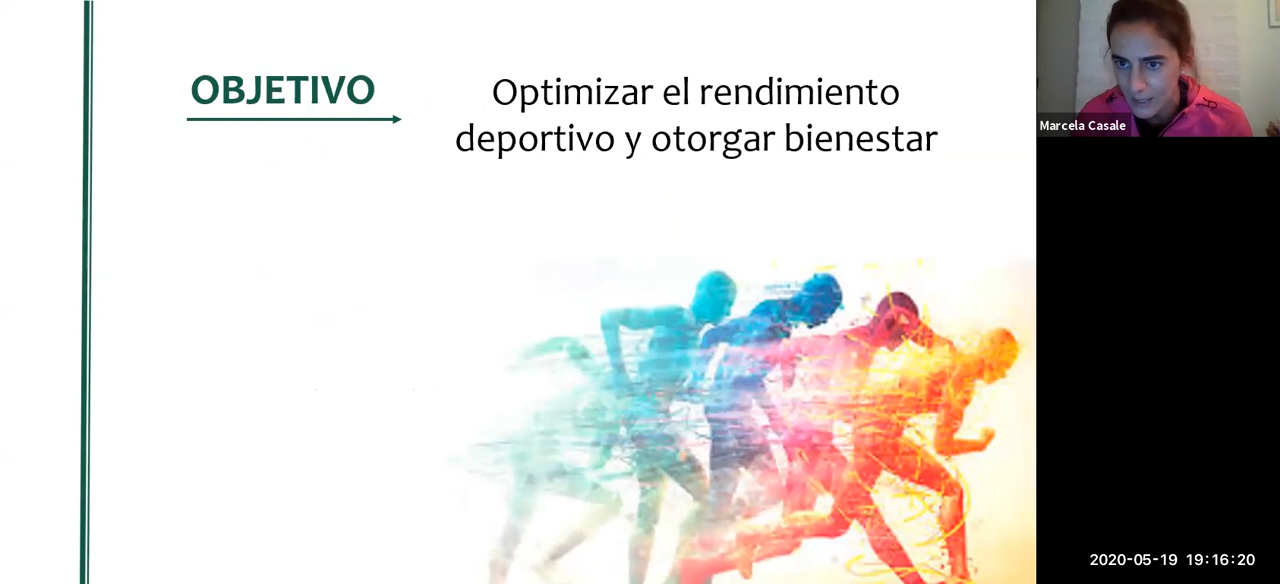 OBJETIVO
Optimizar el rendimiento
deportivo y otorgar bienestar
Marcela Casale
2020-05-19 19:16:20